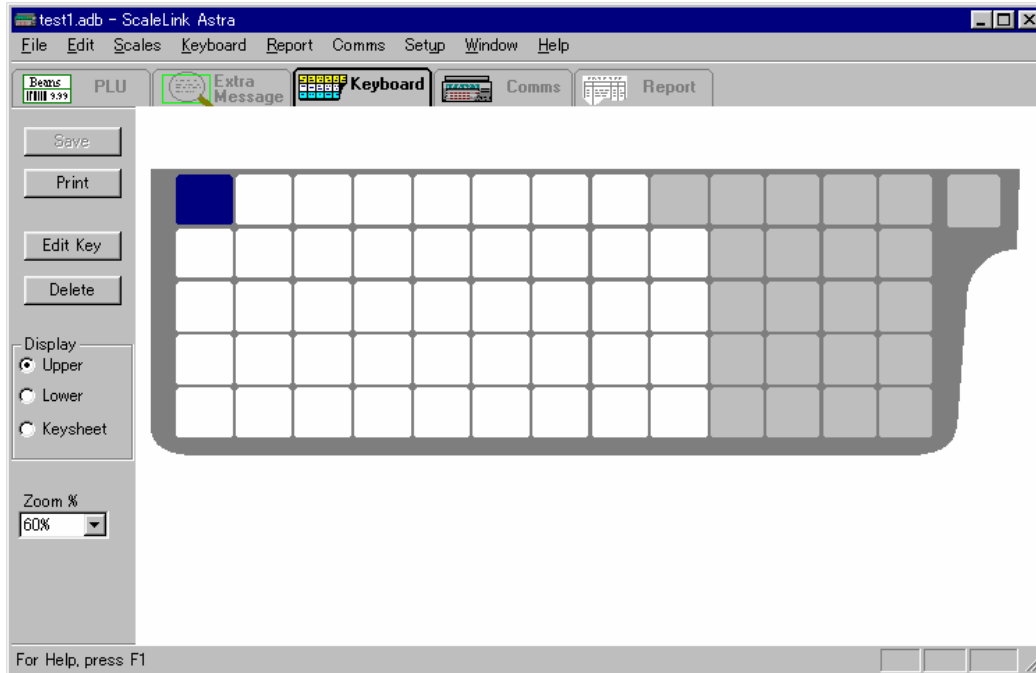 test1.adb - ScaleLink Astra
File Edit Scales Keyboard Report Comms Setup Window Help
Beans 9.99 PLU Extra Message Keyboard Comms Report
Save
Print
Edit Key
Delete
Display
Upper
Lower
Keysheet
Zoom %
60%
For Help, press F1